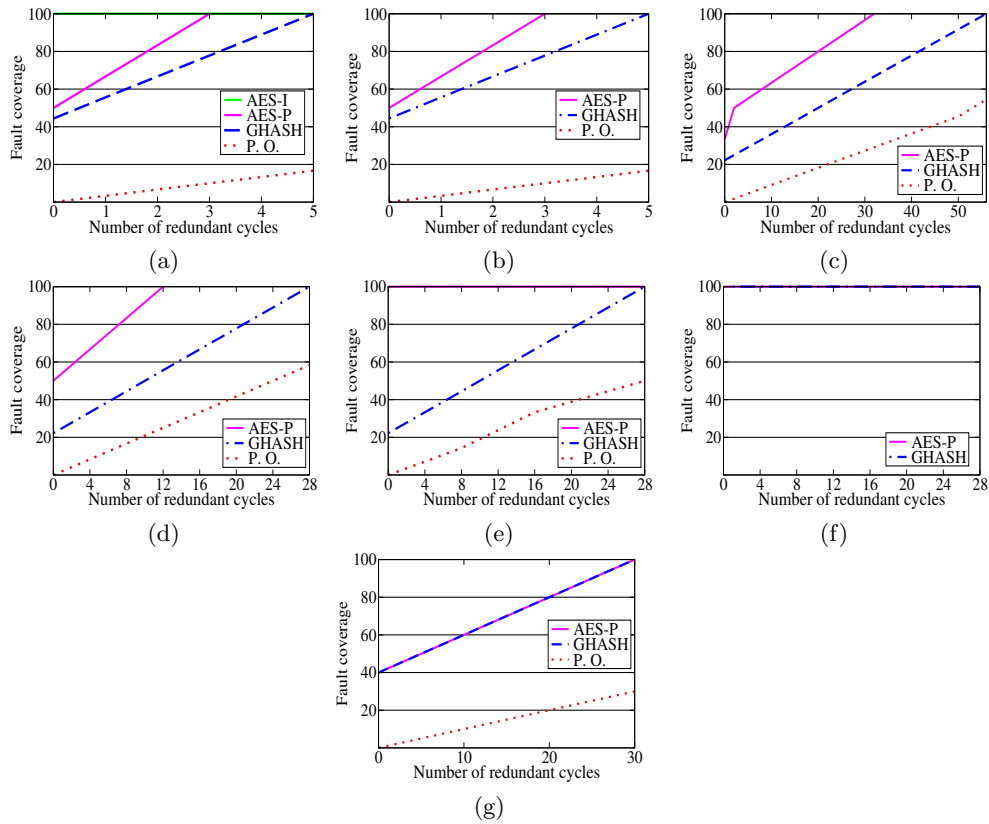 100
80
60
40
20
Fault coverage
AES-I
AES-P
GHASH
P. O.
0 1 2 3 4 5
Number of redundant cycles
(a)
100
80
60
40
20
Fault coverage
AES-P
GHASH
P. O.
0 1 2 3 4 5
Number of redundant cycles
(b)
100
80
60
40
20
Fault coverage
AES-P
GHASH
P. O.
0 10 20 30 40 50
Number of redundant cycles
(c)
100
80
60
40
20
Fault coverage
AES-P
GHASH
P. O.
0 4 8 12 16 20 24 28
Number of redundant cycles
(d)
100
80
60
40
20
Fault coverage
AES-P
GHASH
P. O.
0 4 8 12 16 20 24 28
Number of redundant cycles
(e)
100
80
60
40
20
Fault coverage
AES-P
GHASH
0 4 8 12 16 20 24 28
Number of redundant cycles
(f)
100
80
60
40
20
Fault coverage
AES-P
GHASH
P. O.
0 10 20 30
Number of redundant cycles
(g)